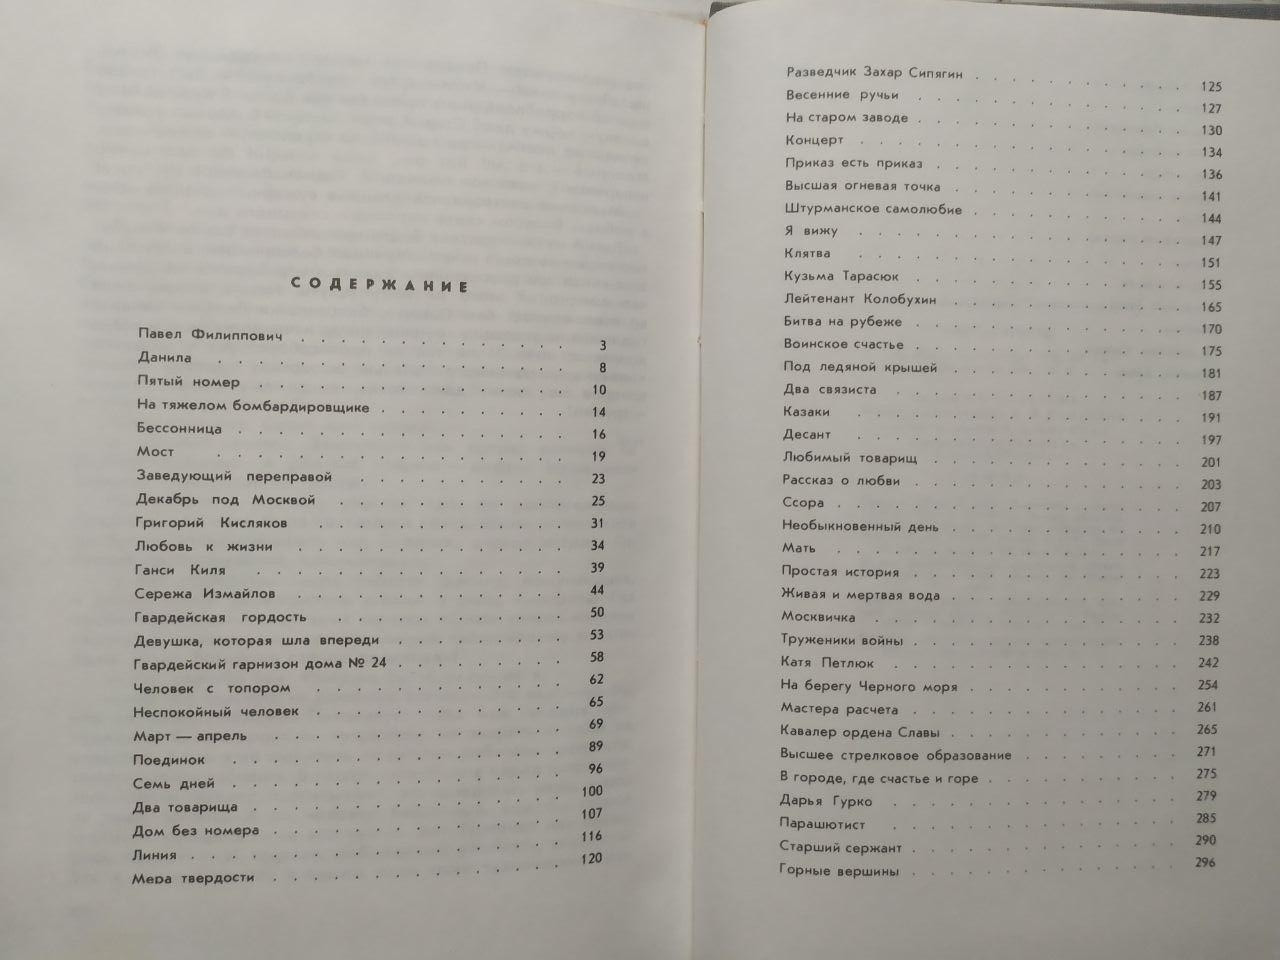 СОДЕРЖАНИЕ
Павел Филиппович . . . . . . . . . . . 3
Данила . . . . . . . . . . . . . . 8
Пятый номер . . . . . . . . . . . . 10
На тяжелом бомбардировщике . . . . . . . 14
Бессонница . . . . . . . . . . . . . 16
Мост . . . . . . . . . . . . . . 19
Заведующий переправой . . . . . . . . 23
Декабрь под Москвой . . . . . . . . . 25
Григорий Кисляков . . . . . . . . . . 31
Любовь к жизни . . . . . . . . . . . 34
Ганси Киля . . . . . . . . . . . . 39
Сережа Измайлов . . . . . . . . . . . 44
Гвардейская гордость . . . . . . . . . 50
Девушка, которая шла впереди . . . . . . . 53
Гвардейский гарнизон дома № 24 . . . . . . . 58
Человек с топором . . . . . . . . . . 62
Неспокойный человек . . . . . . . . . . 65
Март — апрель . . . . . . . . . . . 69
Поединок . . . . . . . . . . . . . 89
Семь дней . . . . . . . . . . . . . 96
Два товарища . . . . . . . . . . . . 100
Дом без номера . . . . . . . . . . . 107
Линия . . . . . . . . . . . . . . 116
Мера твердости . . . . . . . . . . . 120
Разведчик Захар Сипягин . . . . . . . . . 125
Весенние ручьи . . . . . . . . . . . 127
На старом заводе . . . . . . . . . . . 130
Концерт . . . . . . . . . . . . . 134
Приказ есть приказ . . . . . . . . . . 136
Высшая огневая точка . . . . . . . . . . 141
Штурманское самолюбие . . . . . . . . . 144
Я вижу . . . . . . . . . . . . . 147
Клятва . . . . . . . . . . . . . 151
Кузьма Тарасюк . . . . . . . . . . . 155
Лейтенант Колобухин . . . . . . . . . . 165
Битва на рубеже . . . . . . . . . . . 170
Воинское счастье . . . . . . . . . . . 175
Под ледяной крышей . . . . . . . . . . 181
Два связиста . . . . . . . . . . . . 187
Казаки . . . . . . . . . . . . . 191
Десант . . . . . . . . . . . . . 197
Любимый товарищ . . . . . . . . . . . 201
Рассказ о любви . . . . . . . . . . . 203
Ссора . . . . . . . . . . . . . . 207
Необыкновенный день . . . . . . . . . . 210
Мать . . . . . . . . . . . . . . 217
Простая история . . . . . . . . . . . 223
Живая и мертвая вода . . . . . . . . . . 229
Москвичка . . . . . . . . . . . . . 232
Труженики войны . . . . . . . . . . . 238
Катя Петлюк . . . . . . . . . . . . 242
На берегу Черного моря . . . . . . . . . 254
Мастера расчета . . . . . . . . . . . 261
Кавалер ордена Славы . . . . . . . . . . 265
Высшее стрелковое образование . . . . . . . 271
В городе, где счастье и горе . . . . . . . . 275
Дарья Гурко . . . . . . . . . . . . 279
Парашютист . . . . . . . . . . . . 285
Старший сержант . . . . . . . . . . . 290
Горные вершины . . . . . . . . . . . 296